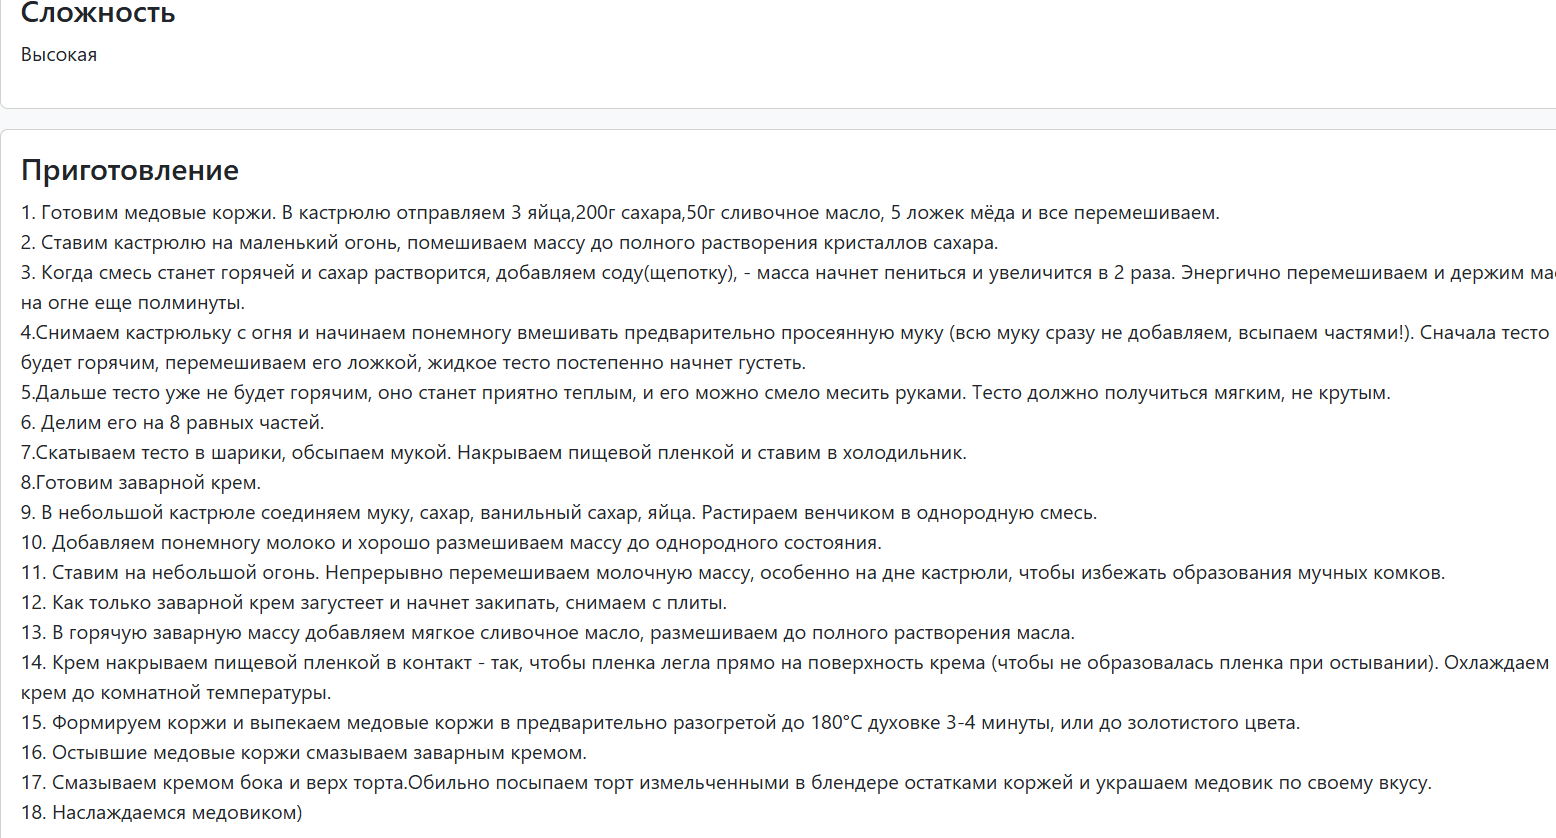 Сложность
Высокая
Приготовление
1. Готовим медовые коржи. В кастрюлю отправляем 3 яйца,200г сахара,50г сливочное масло, 5 ложек мёда и все перемешиваем.
2. Ставим кастрюлю на маленький огонь, помешиваем массу до полного растворения кристаллов сахара.
3. Когда смесь станет горячей и сахар растворится, добавляем соду(щепотку), - масса начнет пениться и увеличится в 2 раза. Энергично перемешиваем и держим
на огне еще полминуты.
4.Снимаем кастрюльку с огня и начинаем понемногу вмешивать предварительно просеянную муку (всю муку сразу не добавляем, всыпаем частями!). Сначала тесто
будет горячим, перемешиваем его ложкой, жидкое тесто постепенно начнет густеть.
5.Дальше тесто уже не будет горячим, оно станет приятно теплым, и его можно смело месить руками. Тесто должно получиться мягким, не крутым.
6. Делим его на 8 равных частей.
7.Скатываем тесто в шарики, обсыпаем мукой. Накрываем пищевой пленкой и ставим в холодильник.
8.Готовим заварной крем.
9. В небольшой кастрюле соединяем муку, сахар, ванильный сахар, яйца. Растираем венчиком в однородную смесь.
10. Добавляем понемногу молоко и хорошо размешиваем массу до однородного состояния.
11. Ставим на небольшой огонь. Непрерывно перемешиваем молочную массу, особенно на дне кастрюли, чтобы избежать образования мучных комков.
12. Как только заварной крем загустеет и начнет закипать, снимаем с плиты.
13. В горячую заварную массу добавляем мягкое сливочное масло, размешиваем до полного растворения масла.
14. Крем накрываем пищевой пленкой в контакт - так, чтобы пленка легла прямо на поверхность крема (чтобы не образовалась пленка при остывании). Охлаждаем
крем до комнатной температуры.
15. Формируем коржи и выпекаем медовые коржи в предварительно разогретой до 180°С духовке 3-4 минуты, или до золотистого цвета.
16. Остывшие медовые коржи смазываем заварным кремом.
17. Смазываем кремом бока и верх торта.Обильно посыпаем торт измельченными в блендере остатками коржей и украшаем медовик по своему вкусу.
18. Наслаждаемся медовиком)